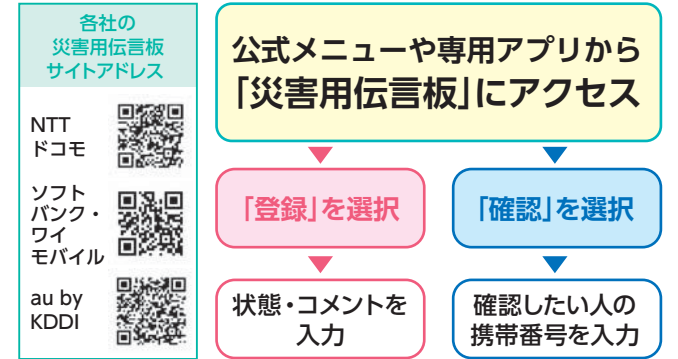 各社の
災害用伝言板
サイトアドレス
NTT
ドコモ
ソフト
バンク・
ワイ
モバイル
au by
KDDI
公式メニューや専用アプリから
「災害用伝言板」にアクセス
「登録」を選択
「確認」を選択
状態・コメントを
入力
確認したい人の
携帯番号を入力